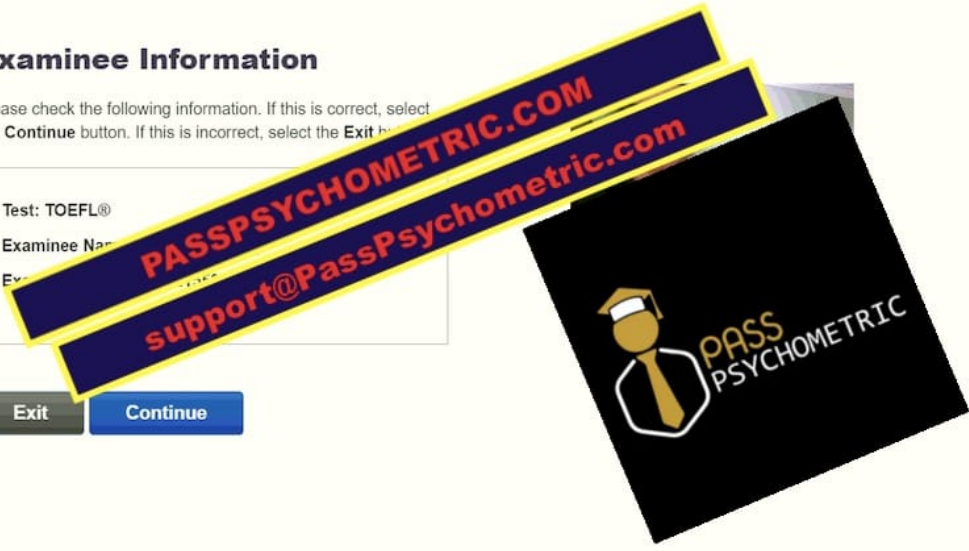 xaminee Information
ase check the following information. If this is correct, select
Continue button. If this is incorrect, select the Exit
Test: TOEFL®
Examinee
PASSPSYCHOMETRIC.COM
support@PassPsychometric.com
PASS
PSYCHOMETRIC
Exit
Continue